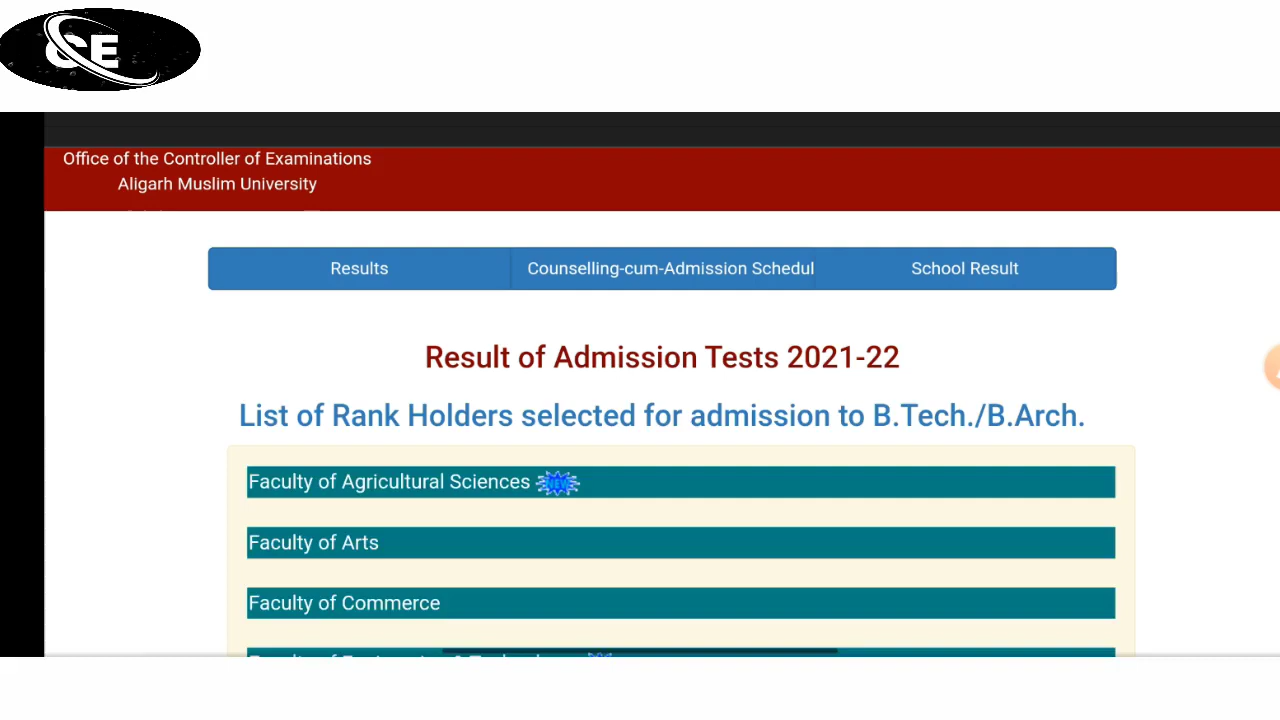 CE
Office of the Controller of Examinations
Aligarh Muslim University
Results
Counselling-cum-Admission Schedul
School Result
Result of Admission Tests 2021-22
List of Rank Holders selected for admission to B.Tech./B.Arch.
Faculty of Agricultural Sciences NEW
Faculty of Arts
Faculty of Commerce